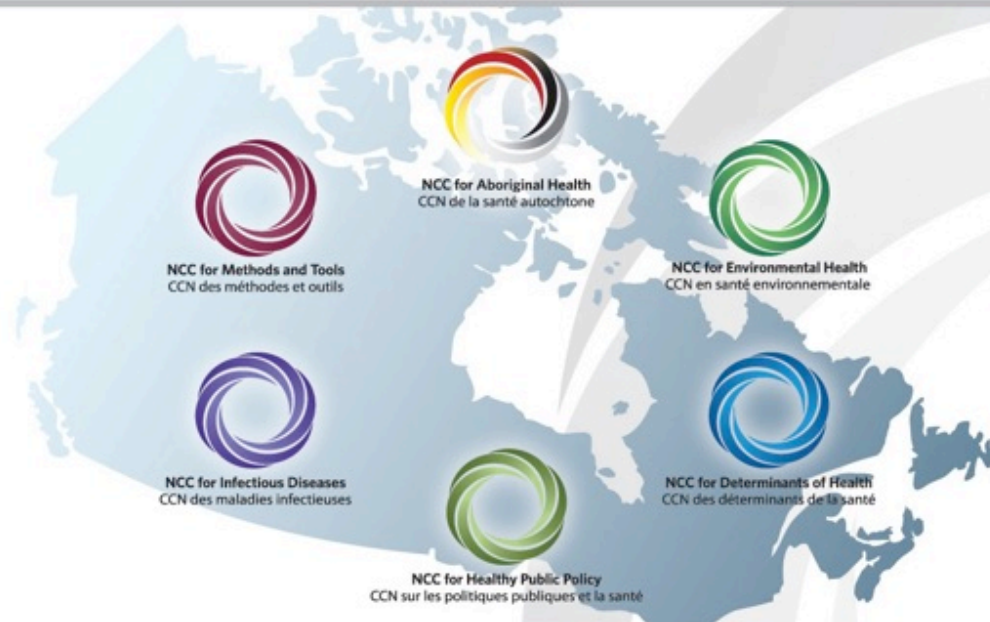 NCC for Aboriginal Health
CCN de la santé autochtone
NCC for Methods and Tools
CCN des méthodes et outils
NCC for Environmental Health
CCN en santé environnementale
NCC for Infectious Diseases
CCN des maladies infectieuses
NCC for Determinants of Health
CCN des déterminants de la santé
NCC for Healthy Public Policy
CCN sur les politiques publiques et la santé